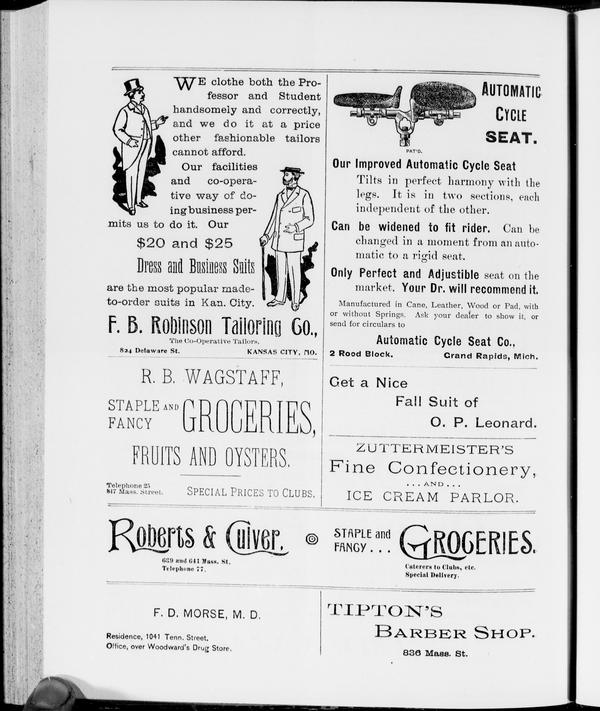 WE clothe both the Pro-
fessor and Student
handsomely and correctly,
and we do it at a price
other fashionable tailors
cannot afford.
Our facilities
and co-opera-
tive way of do-
ing business per-
mits us to do it. Our
$20 and $25
Dress and Business Suits
are the most popular made-
to-order suits in Kan. City.
F. B. Robinson Tailoring Co.,
The Co-Operative Tailors,
824 Delaware St. KANSAS CITY, MO.
AUTOMATIC
CYCLE
SEAT.
PAT'D.
Our Improved Automatic Cycle Seat
Tilts in perfect harmony with the
legs. It is in two sections, each
independent of the other.
Can be widened to fit rider. Can be
changed in a moment from an auto-
matic to a rigid seat.
Only Perfect and Adjustible seat on the
market. Your Dr. will recommend it.
Manufactured in Cane, Leather, Wood or Pad, with
or without Springs. Ask your dealer to show it, or
send for circulars to
Automatic Cycle Seat Co.,
2 Rood Block. Grand Rapids, Mich.
R. B. WAGSTAFF,
STAPLE AND
FANCY GROCERIES,
FRUITS AND OYSTERS.
Telephone 25
817 Mass. Street. SPECIAL PRICES TO CLUBS.
Get a Nice
Fall Suit of
O. P. Leonard.
ZUTTERMEISTER'S
Fine Confectionery,
... AND ...
ICE CREAM PARLOR.
Roberts & Culver.
639 and 641 Mass. St.
Telephone 77.
STAPLE and
FANCY . . . GROCERIES.
Caterers to Clubs, etc.
Special Delivery.
F. D. MORSE, M. D.
Residence, 1041 Tenn. Street.
Office, over Woodward's Drug Store.
TIPTON'S
BARBER SHOP.
836 Mass. St.